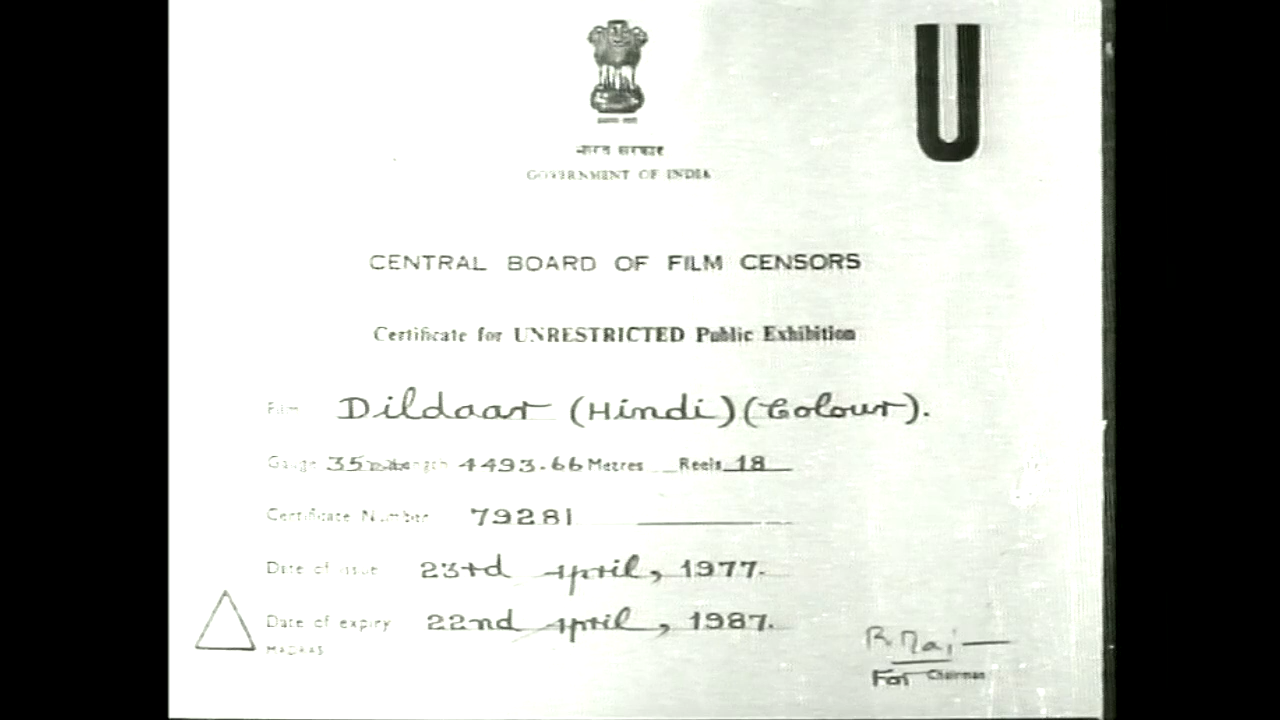 U
भारत सरकार
GOVERNMENT OF INDIA
CENTRAL BOARD OF FILM CENSORS
Certificate for UNRESTRICTED Public Exhibition
Film Dildaar (Hindi) (Colour).
Gauge 35 4493.66 Metres Reels 18
Certificate Number 79281
Date of issue 23rd April, 1977.
Date of expiry 22nd April, 1987.
MADRAS
For Chairman